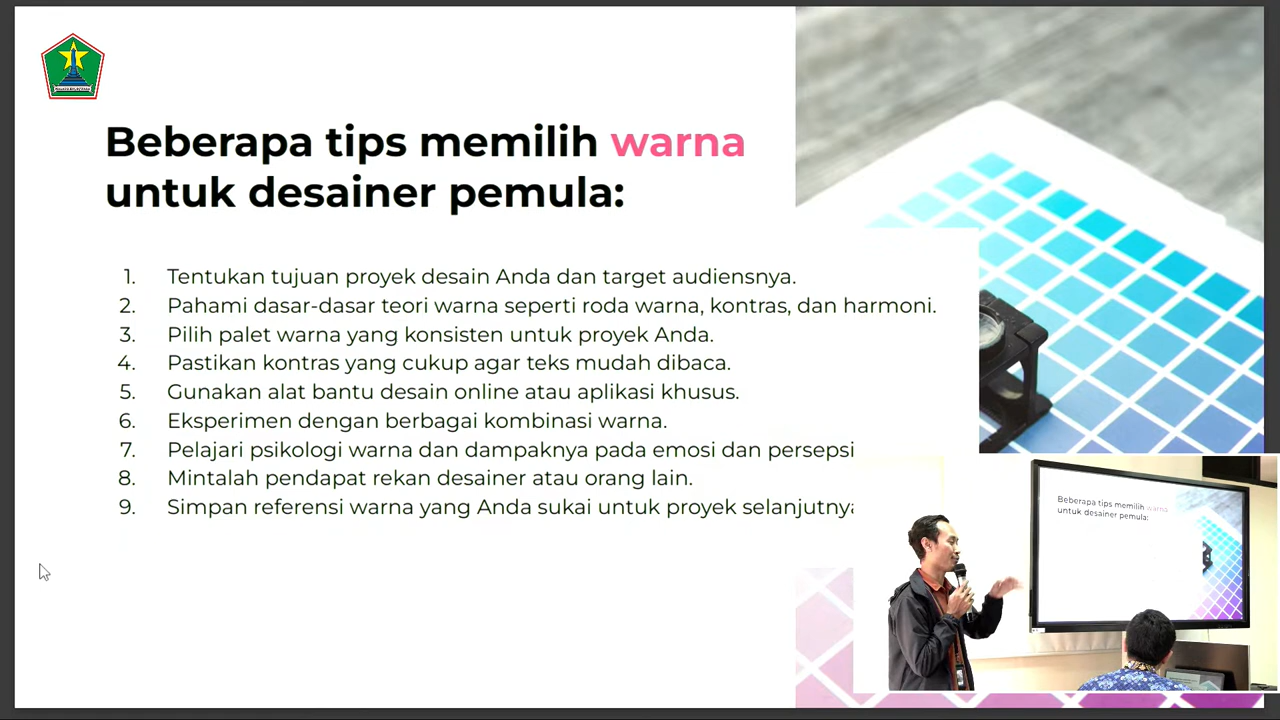 Beberapa tips memilih warna
untuk desainer pemula:
1. Tentukan tujuan proyek desain Anda dan target audiensnya.
2. Pahami dasar-dasar teori warna seperti roda warna, kontras, dan harmoni.
3. Pilih palet warna yang konsisten untuk proyek Anda.
4. Pastikan kontras yang cukup agar teks mudah dibaca.
5. Gunakan alat bantu desain online atau aplikasi khusus.
6. Eksperimen dengan berbagai kombinasi warna.
7. Pelajari psikologi warna dan dampaknya pada emosi dan persepsi
8. Mintalah pendapat rekan desainer atau orang lain.
9. Simpan referensi warna yang Anda sukai untuk proyek selanjutnya
Beberapa tips memilih warna
untuk desainer pemula: